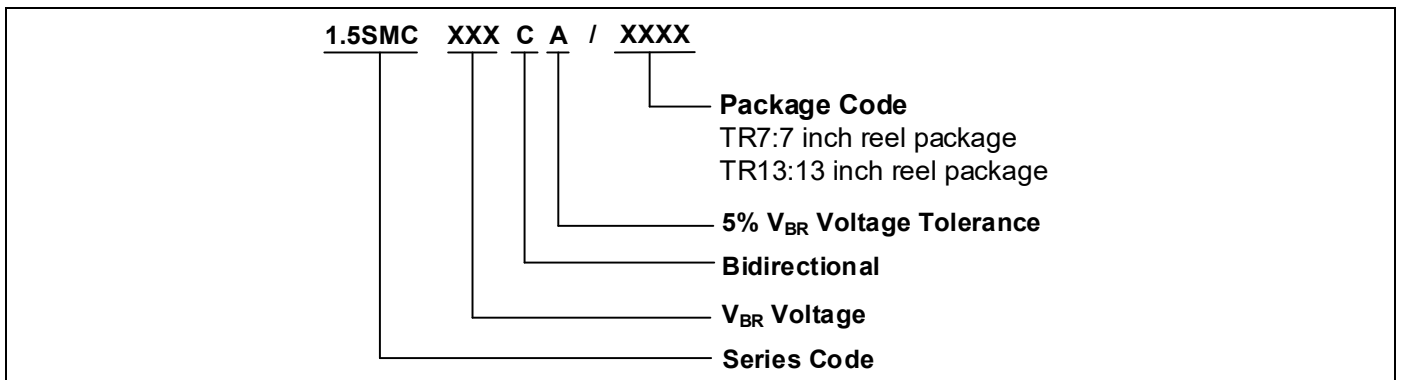 1.5SMC XXX C A / XXXX
Package Code
TR7:7 inch reel package
TR13:13 inch reel package
5% VBR Voltage Tolerance
Bidirectional
VBR Voltage
Series Code